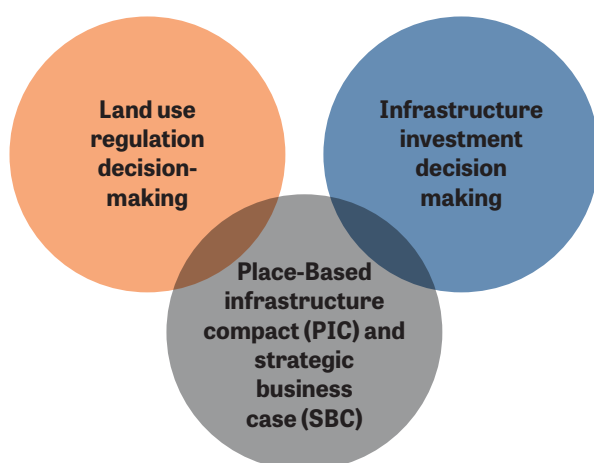 Land use
regulation
decision-
making
Infrastructure
investment
decision
making
Place-Based
infrastructure
compact (PIC) and
strategic
business
case (SBC)